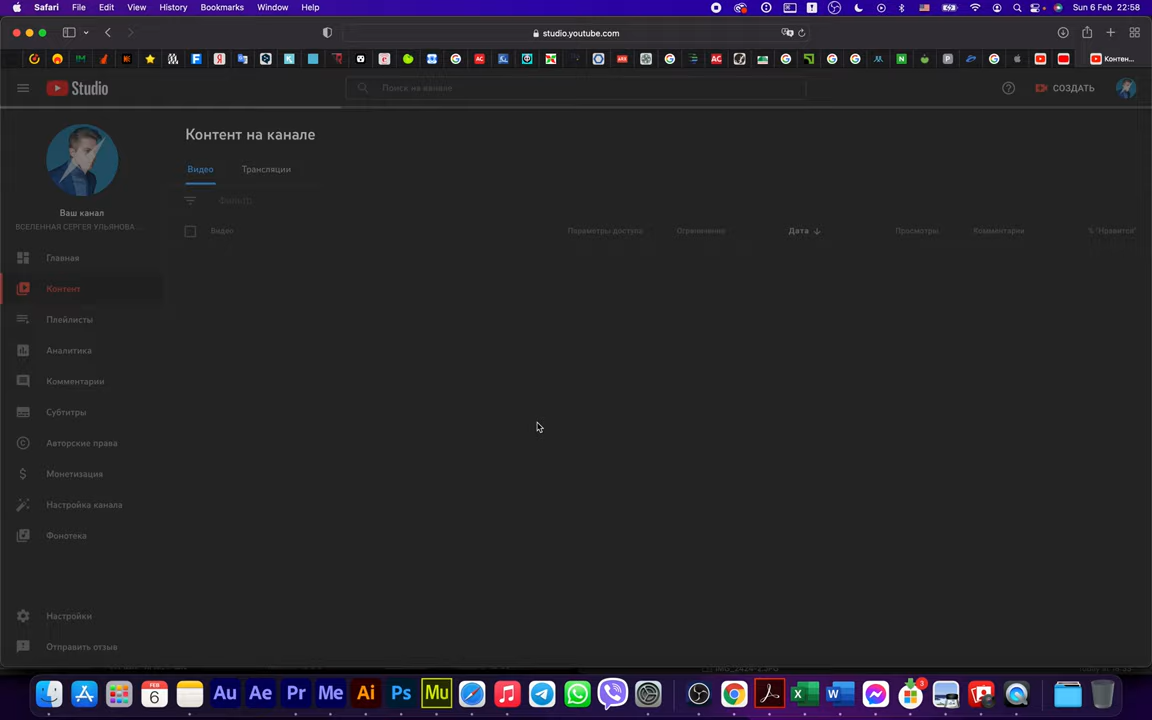 Safari File Edit View History Bookmarks Window Help Sun 6 Feb 22:58
studio.youtube.com
Контен...
Studio Поиск на канале СОЗДАТЬ
Контент на канале
Видео Трансляции
Ваш канал
ВСЕЛЕННАЯ СЕРГЕЯ УЛЬЯНОВА ...
Видео Параметры доступа Ограничения Дата Просмотры Комментарии % "Нравится"
Главная
Контент
Плейлисты
Аналитика
Комментарии
Субтитры
Авторские права
Монетизация
Настройка канала
Фонотека
Настройки
Отправить отзыв
FEB
6 Au Ae Pr Me Ai Ps Mu 3